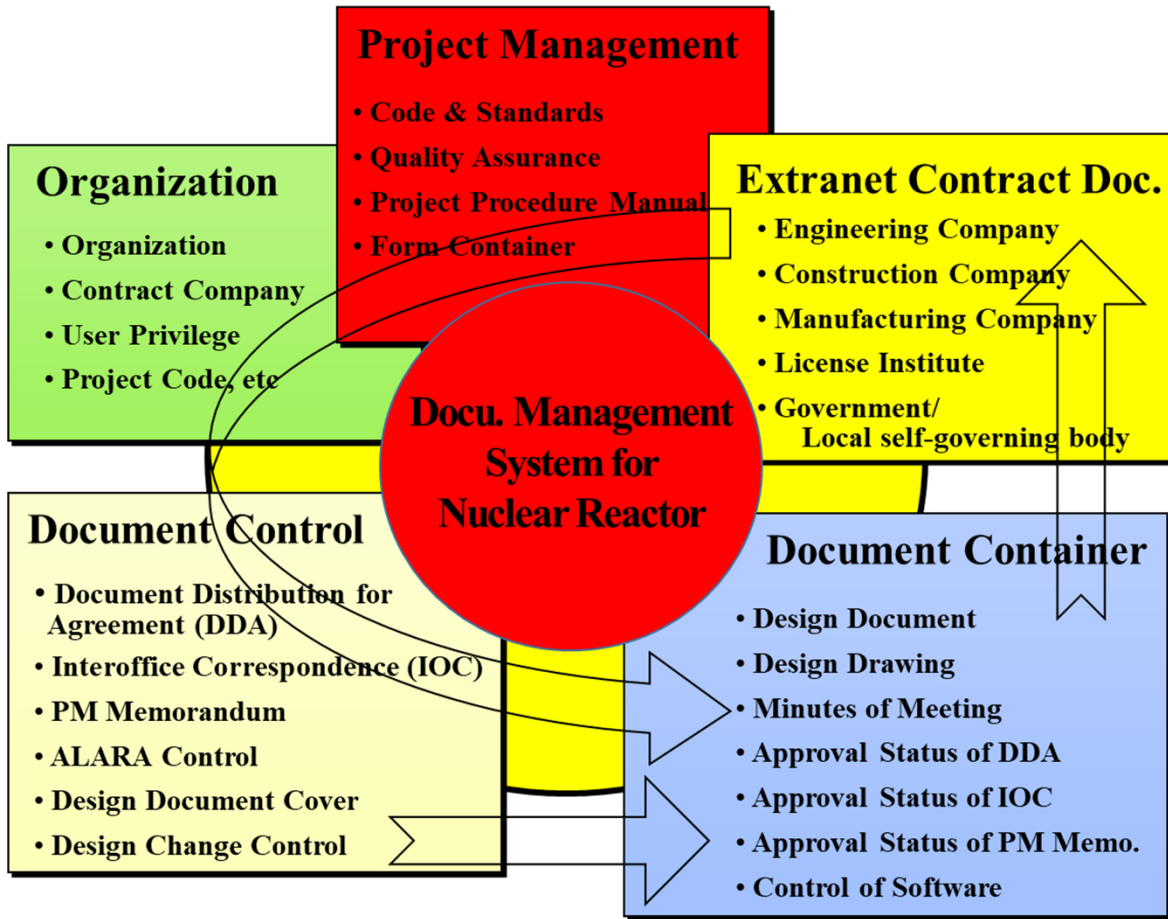 Project Management
• Code & Standards
• Quality Assurance
• Project Procedure Manual
• Form Container
Organization
• Organization
• Contract Company
• User Privilege
• Project Code, etc
Extranet Contract Doc.
• Engineering Company
• Construction Company
• Manufacturing Company
• License Institute
• Government/
Local self-governing body
Docu. Management
System for
Nuclear Reactor
Document Control
• Document Distribution for
Agreement (DDA)
• Interoffice Correspondence (IOC)
• PM Memorandum
• ALARA Control
• Design Document Cover
• Design Change Control
Document Container
• Design Document
• Design Drawing
• Minutes of Meeting
• Approval Status of DDA
• Approval Status of IOC
• Approval Status of PM Memo.
• Control of Software